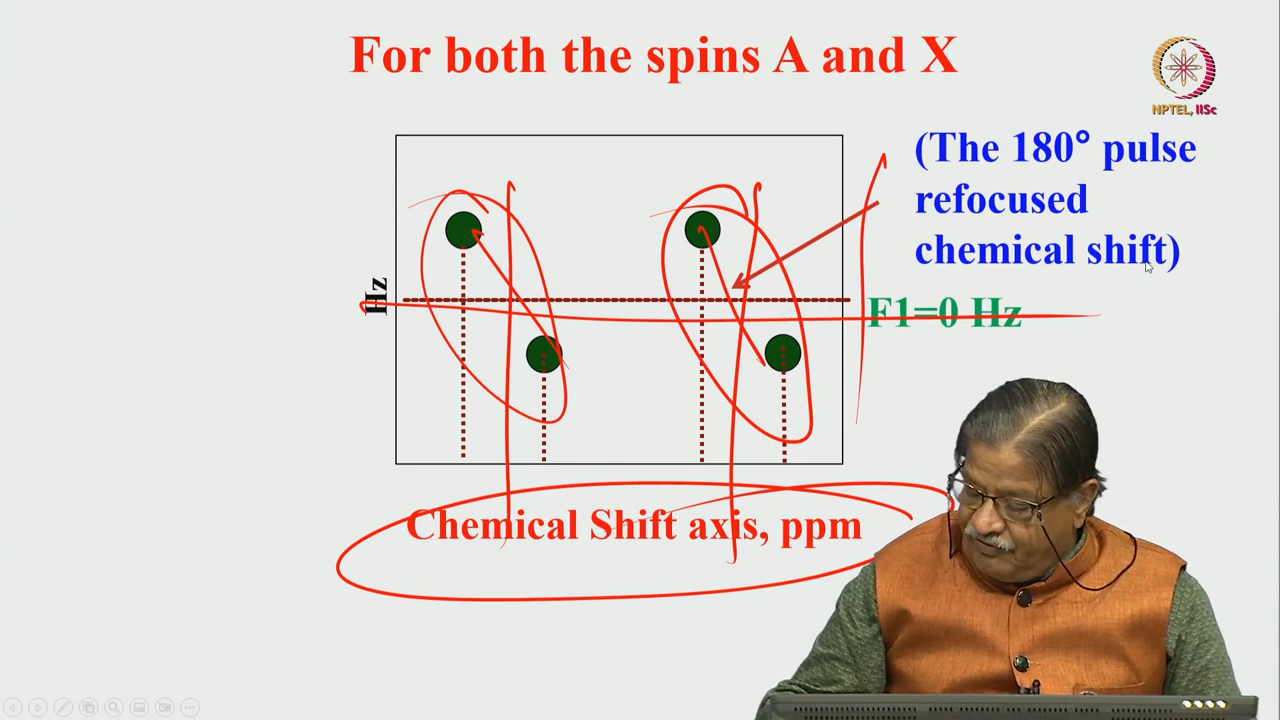 For both the spins A and X
NPTEL, IISc
(The 180° pulse
refocused
chemical shift)
Hz
F1=0 Hz
Chemical Shift axis, ppm